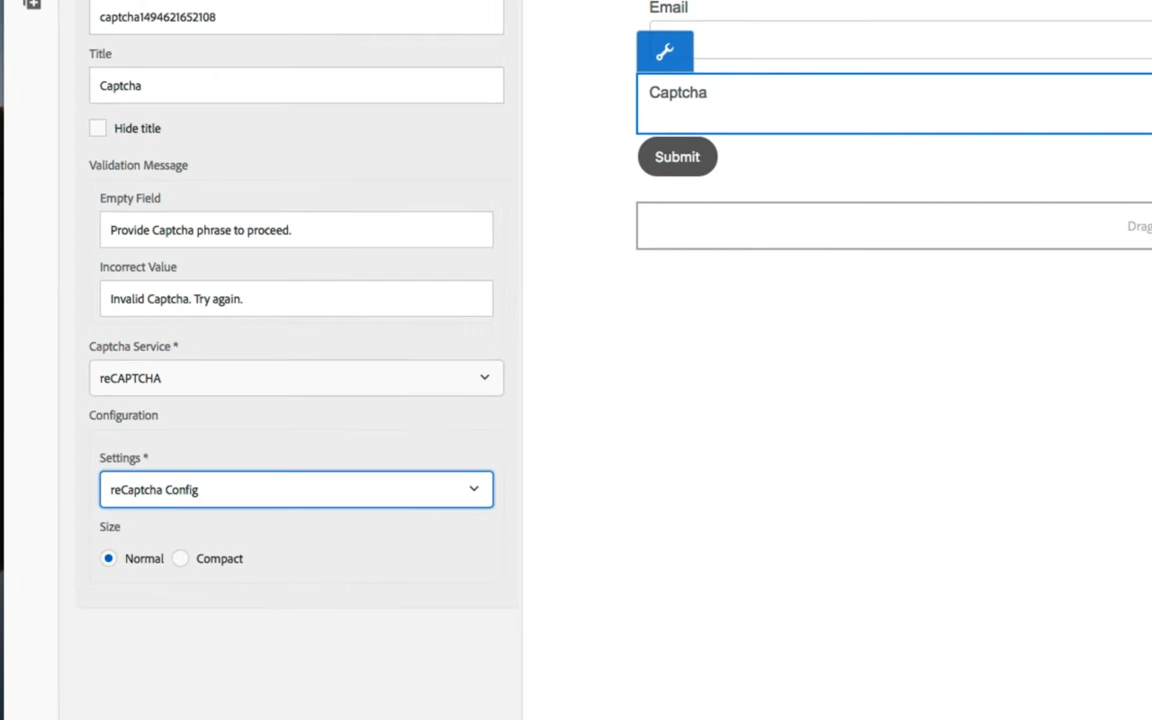 captcha1494621652108
Title
Captcha
Hide title
Validation Message
Empty Field
Provide Captcha phrase to proceed.
Incorrect Value
Invalid Captcha. Try again.
Captcha Service *
reCAPTCHA
Configuration
Settings *
reCaptcha Config
Size
Normal Compact
Email
Captcha
Submit
Drag